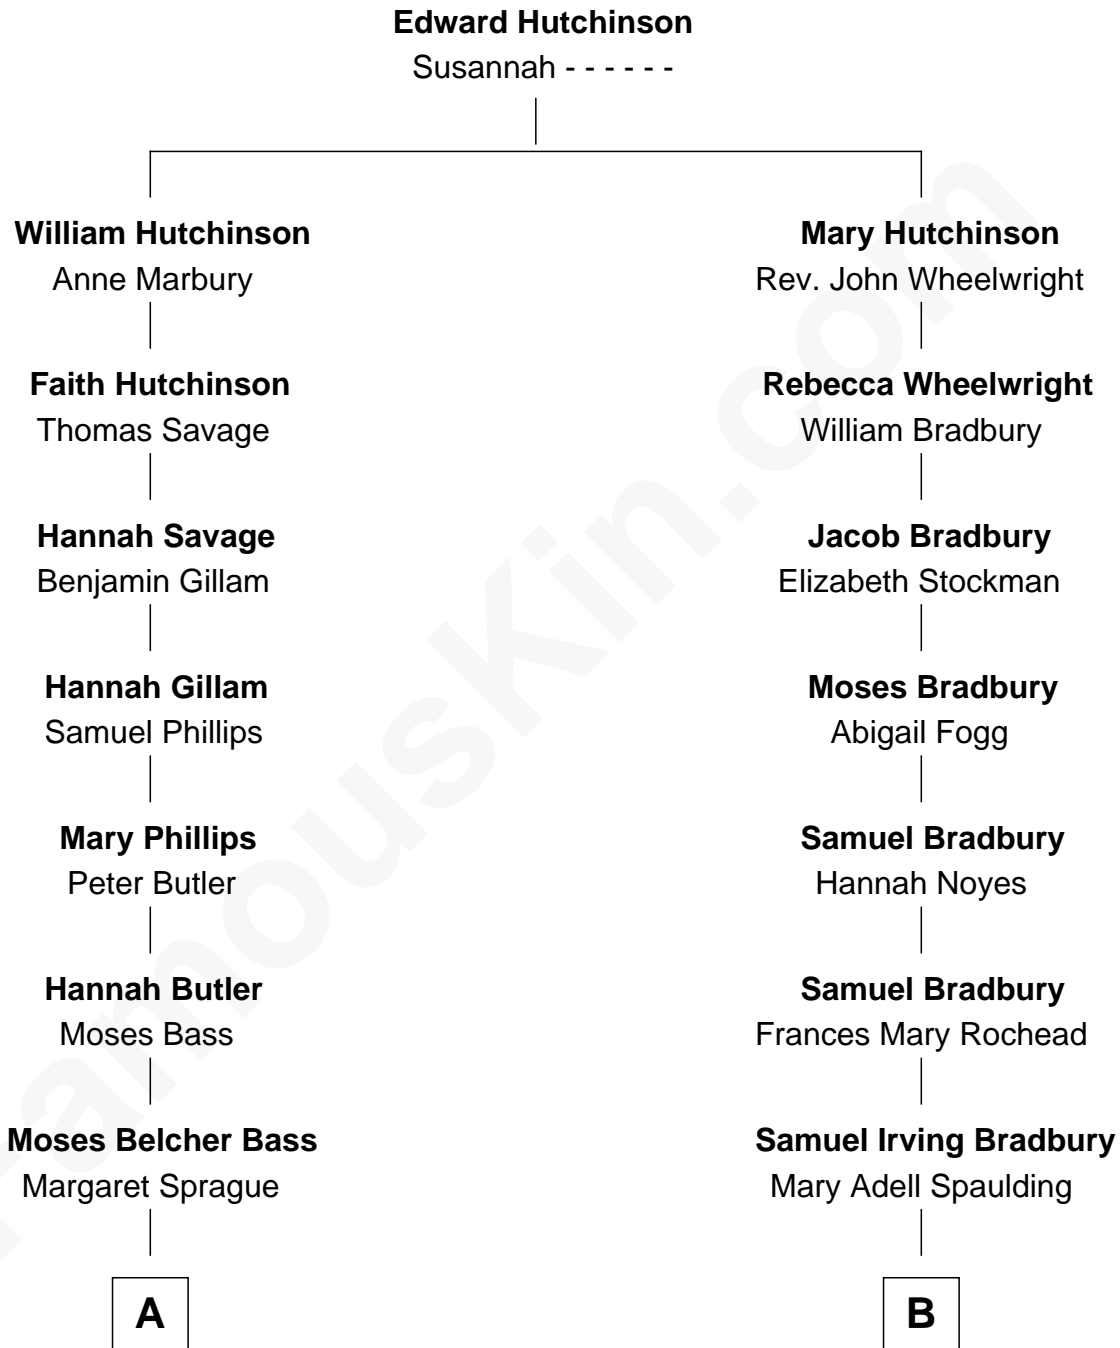 Edward Hutchinson
Susannah - - - - - -
William Hutchinson
Anne Marbury
Mary Hutchinson
Rev. John Wheelwright
Faith Hutchinson
Thomas Savage
Rebecca Wheelwright
William Bradbury
Hannah Savage
Benjamin Gillam
Jacob Bradbury
Elizabeth Stockman
Hannah Gillam
Samuel Phillips
Moses Bradbury
Abigail Fogg
Mary Phillips
Peter Butler
Samuel Bradbury
Hannah Noyes
Hannah Butler
Moses Bass
Samuel Bradbury
Frances Mary Rochead
Moses Belcher Bass
Margaret Sprague
Samuel Irving Bradbury
Mary Adell Spaulding
A
B
FamousKin.com